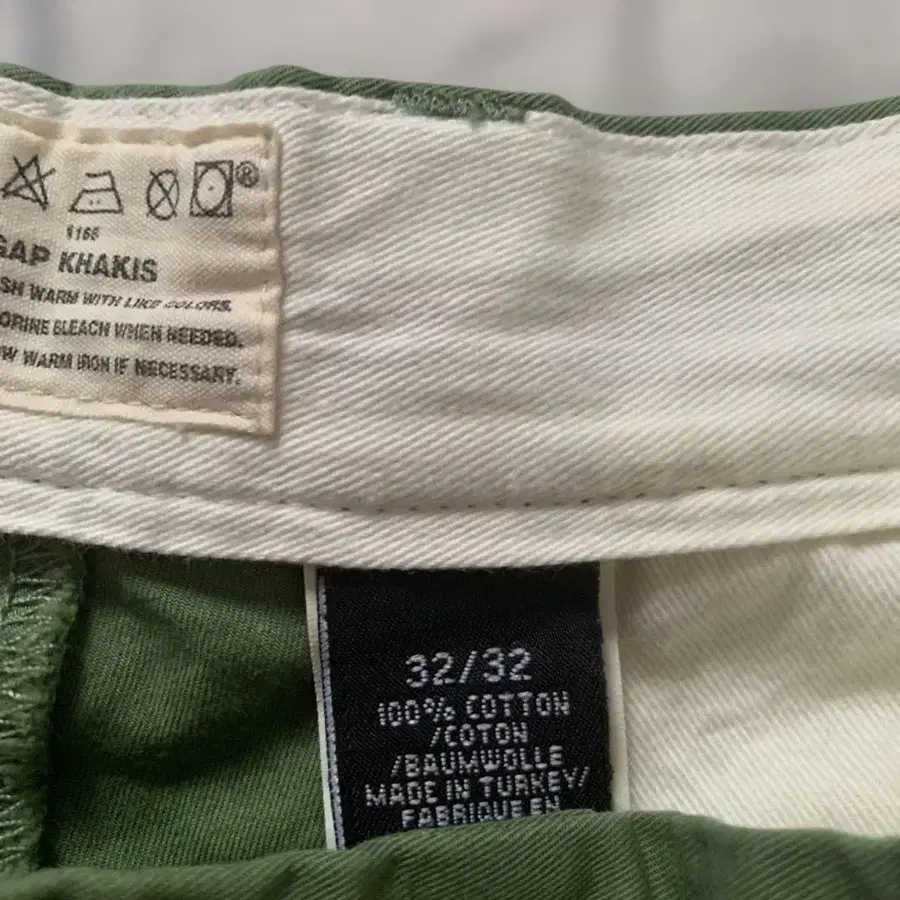 ®
1166
GAP KHAKIS
SH WARM WITH LIKE COLORS.
ORINE BLEACH WHEN NEEDED.
W WARM IRON IF NECESSARY.
32/32
100% COTTON
/COTON
/BAUMWOLLE
MADE IN TURKEY/
FABRIQUE EN